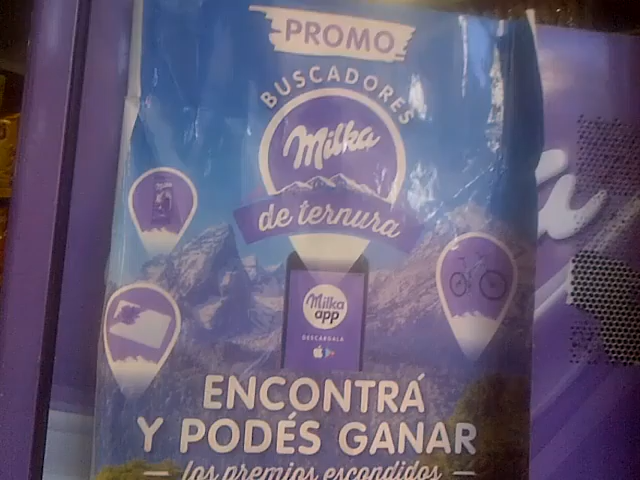 PROMO
BUSCADORES
Milka
de ternura
Milka
app
DESCARGALA
ENCONTRÁ
Y PODÉS GANAR
los premios escondidos